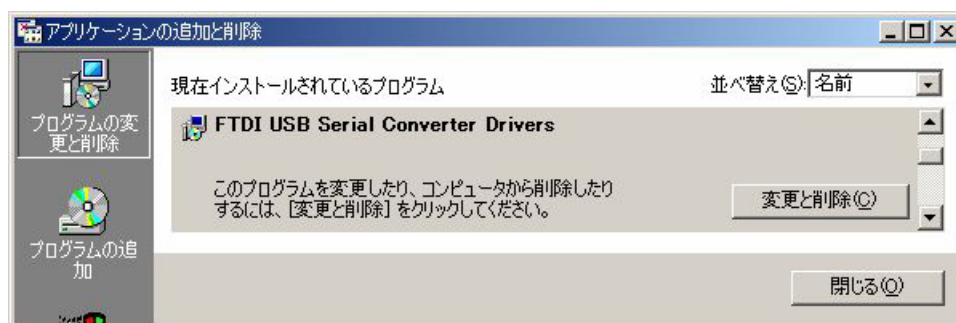 アプリケーションの追加と削除
プログラムの変
更と削除
プログラムの追
加
現在インストールされているプログラム
並べ替え(S): 名前
FTDI USB Serial Converter Drivers
このプログラムを変更したり、コンピュータから削除したり
するには、[変更と削除] をクリックしてください。
変更と削除(C)
閉じる(O)